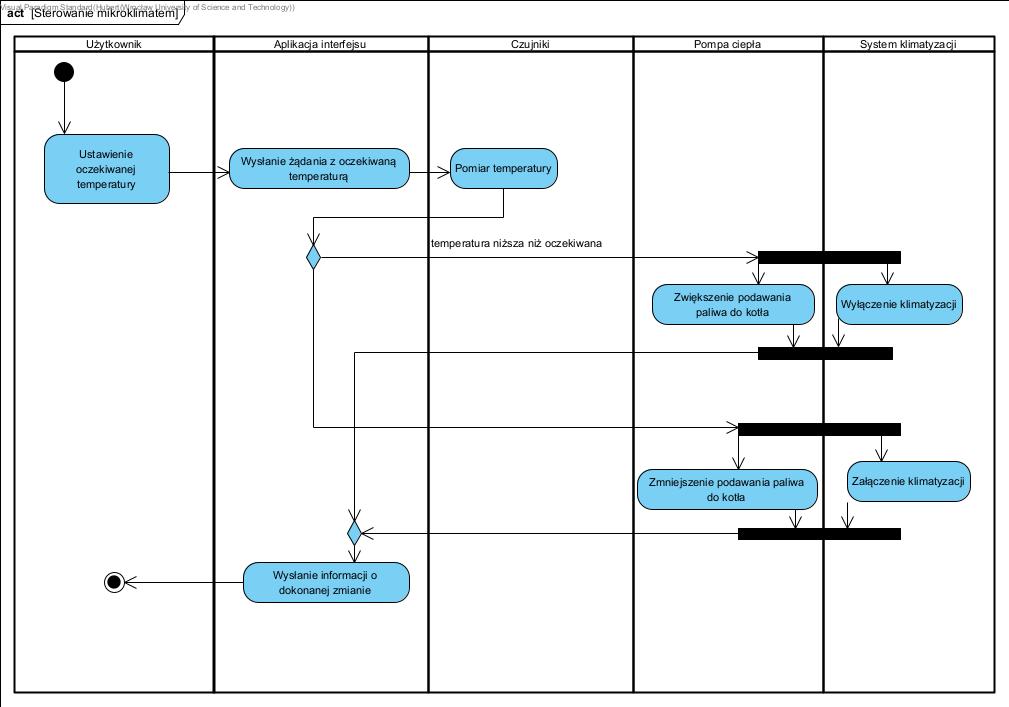 Visual Paradigm Standard(Hubert(Wrocław University of Science and Technology))
act [Sterowanie mikroklimatem]
Użytkownik
Aplikacja interfejsu
Czujniki
Pompa ciepła
System klimatyzacji
Ustawienie
oczekiwanej
temperatury
Wysłanie żądania z oczekiwaną
temperaturą
Pomiar temperatury
temperatura niższa niż oczekiwana
Zwiększenie podawania
paliwa do kotła
Wyłączenie klimatyzacji
Zmniejszenie podawania paliwa
do kotła
Załączenie klimatyzacji
Wysłanie informacji o
dokonanej zmianie